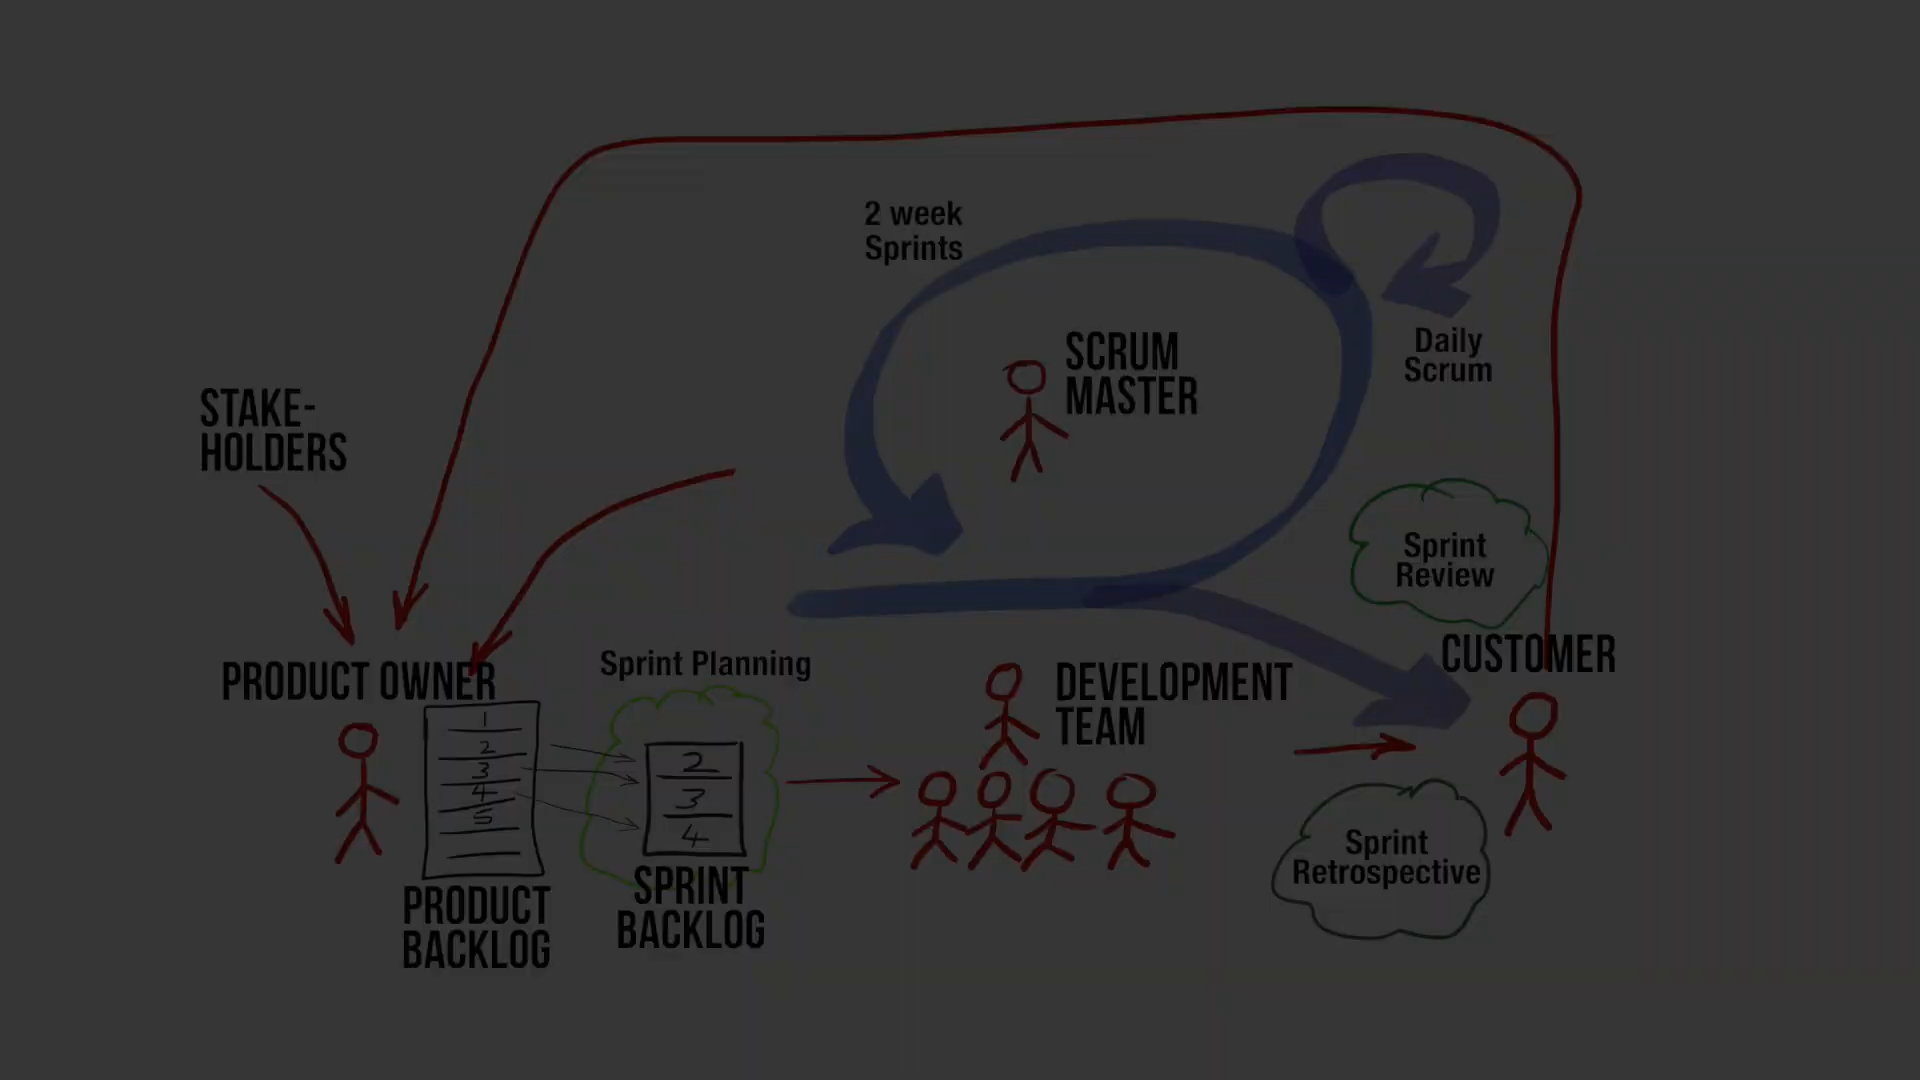 2 week
Sprints
SCRUM
MASTER
Daily
Scrum
STAKE-
HOLDERS
Sprint
Review
PRODUCT OWNER
Sprint Planning
DEVELOPMENT
TEAM
CUSTOMER
1
2
3
4
5
2
3
4
Sprint
Retrospective
PRODUCT
BACKLOG
SPRINT
BACKLOG